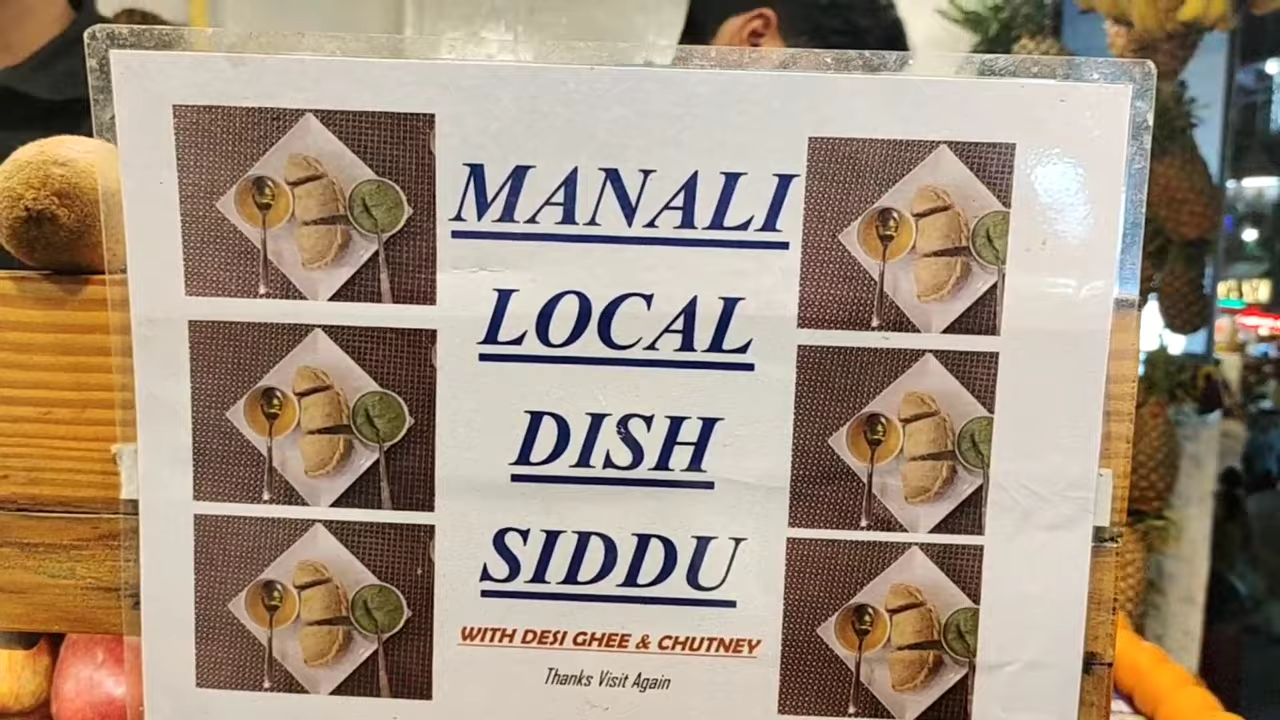 MANALI
LOCAL
DISH
SIDDU
WITH DESI GHEE & CHUTNEY
Thanks Visit Again